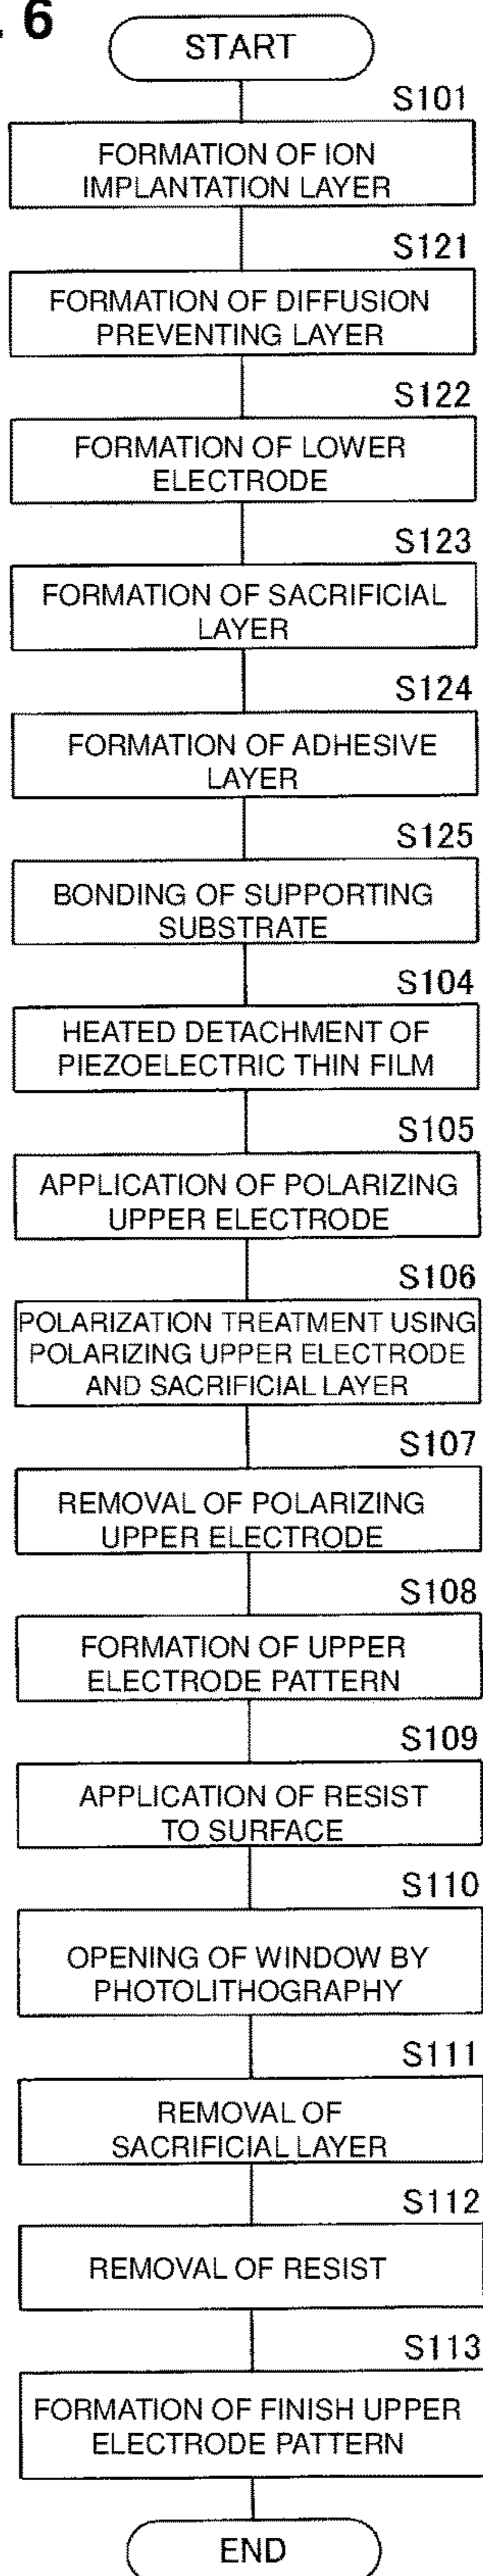 . 6
START
S101
FORMATION OF ION
IMPLANTATION LAYER
S121
FORMATION OF DIFFUSION
PREVENTING LAYER
S122
FORMATION OF LOWER
ELECTRODE
S123
FORMATION OF SACRIFICIAL
LAYER
S124
FORMATION OF ADHESIVE
LAYER
S125
BONDING OF SUPPORTING
SUBSTRATE
S104
HEATED DETACHMENT OF
PIEZOELECTRIC THIN FILM
S105
APPLICATION OF POLARIZING
UPPER ELECTRODE
S106
POLARIZATION TREATMENT USING
POLARIZING UPPER ELECTRODE
AND SACRIFICIAL LAYER
S107
REMOVAL OF POLARIZING
UPPER ELECTRODE
S108
FORMATION OF UPPER
ELECTRODE PATTERN
S109
APPLICATION OF RESIST
TO SURFACE
S110
OPENING OF WINDOW BY
PHOTOLITHOGRAPHY
S111
REMOVAL OF
SACRIFICIAL LAYER
S112
REMOVAL OF RESIST
S113
FORMATION OF FINISH UPPER
ELECTRODE PATTERN
END